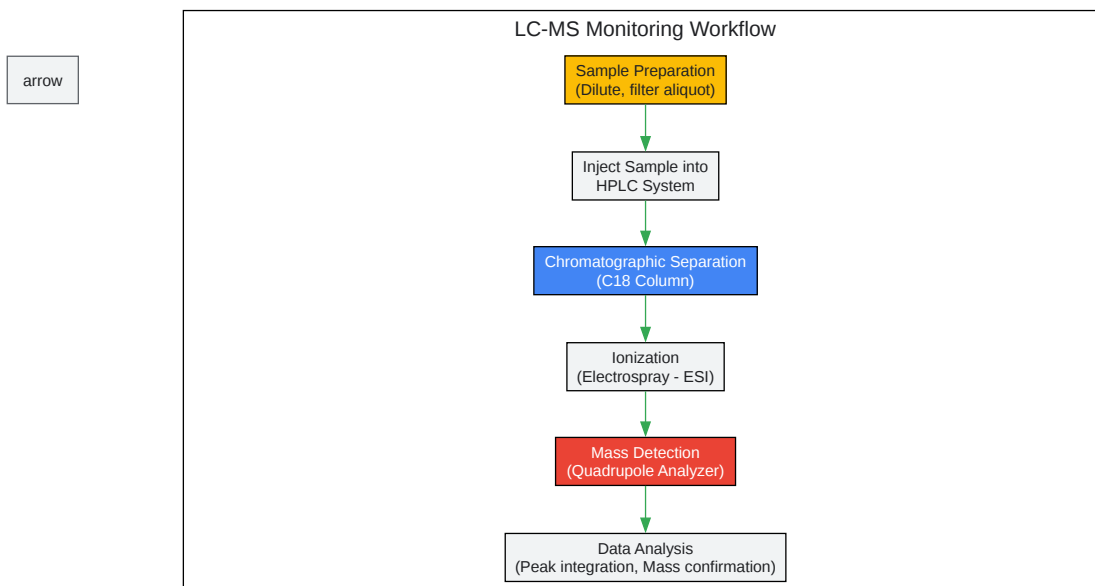 LC-MS Monitoring Workflow
arrow
Sample Preparation
(Dilute, filter aliquot)
Inject Sample into
HPLC System
Chromatographic Separation
(C18 Column)
Ionization
(Electrospray - ESI)
Mass Detection
(Quadrupole Analyzer)
Data Analysis
(Peak integration, Mass confirmation)